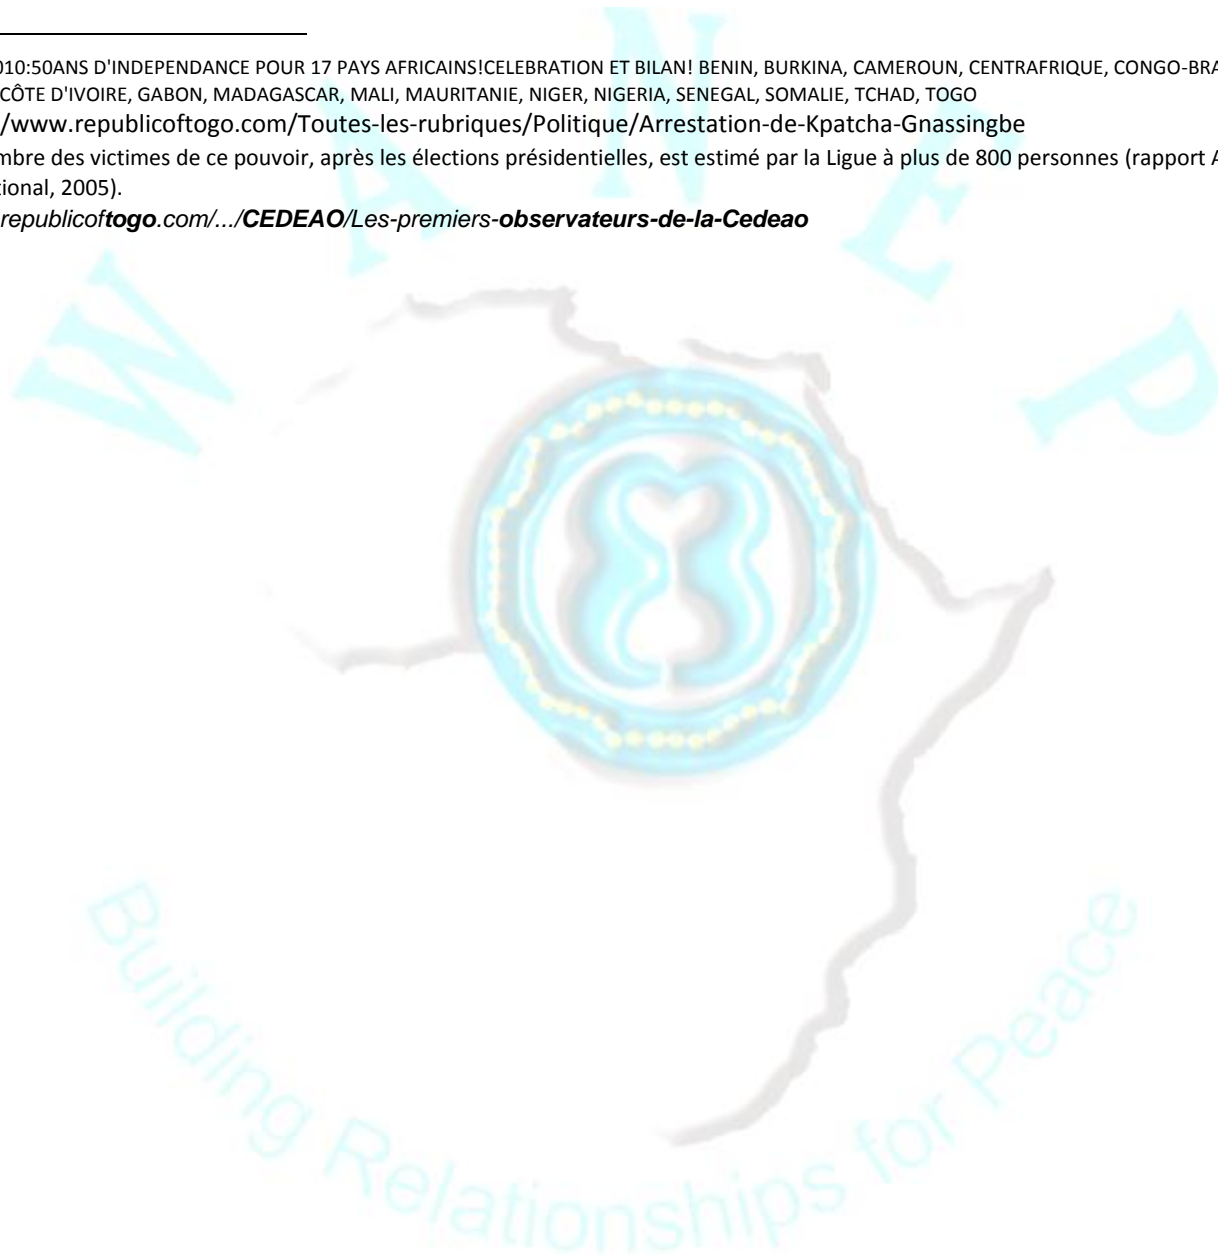 010:50ANS D'INDEPENDANCE POUR 17 PAYS AFRICAINS!CELEBRATION ET BILAN! BENIN, BURKINA, CAMEROUN, CENTRAFRIQUE, CONGO-BRA
CÔTE D'IVOIRE, GABON, MADAGASCAR, MALI, MAURITANIE, NIGER, NIGERIA, SENEGAL, SOMALIE, TCHAD, TOGO
/www.republicoftogo.com/Toutes-les-rubriques/Politique/Arrestation-de-Kpatcha-Gnassingbe
mbre des victimes de ce pouvoir, après les élections présidentielles, est estimé par la Ligue à plus de 800 personnes (rapport A
tional, 2005).
republicoftogo.com/.../CEDEAO/Les-premiers-observateurs-de-la-Cedeao
W A N E P
Building Relationships for Peace